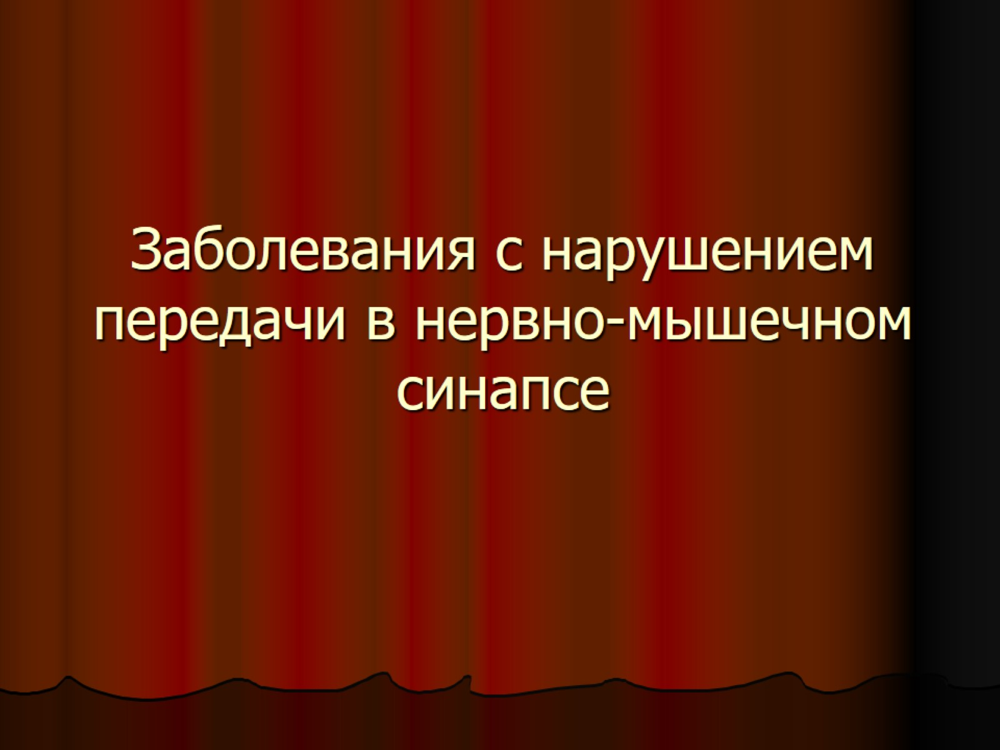 Заболевания с нарушением
передачи в нервно-мышечном
синапсе